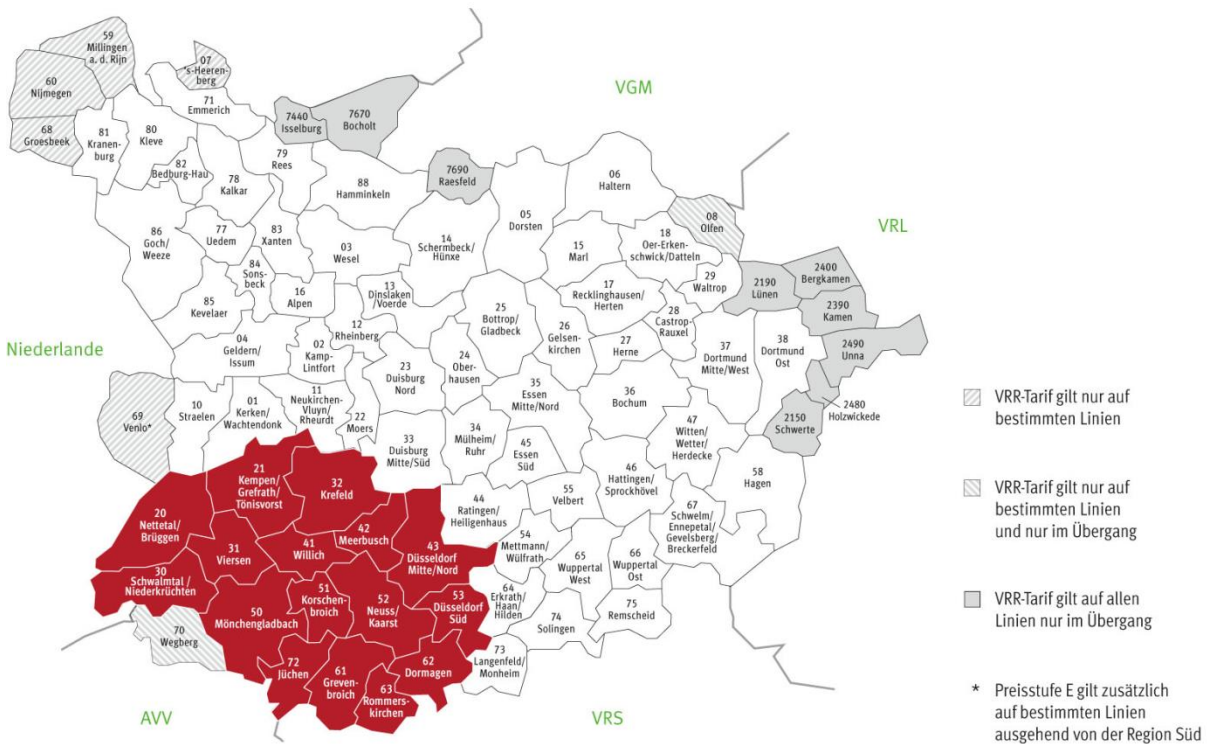 59
Millingen
a. d. Rijn
07
's-Heeren-
berg
60
Nijmegen
71
Emmerich
VGM
7440
Isselburg
7670
Bocholt
68
Groesbeek
81
Kranen-
burg
80
Kleve
79
Rees
82
Bedburg-Hau
78
Kalkar
88
Hamminkeln
7690
Raesfeld
06
Haltern
05
Dorsten
08
Olfen
VRL
86
Goch/
Weeze
77
Uedem
83
Xanten
03
Wesel
14
Schermbeck/
Hünxe
15
Marl
18
Oer-Erken-
schwick/Datteln
84
Sons-
beck
16
Alpen
13
Dinslaken
/Voerde
17
Recklinghausen/
Herten
29
Waltrop
2190
Lünen
2400
Bergkamen
2390
Kamen
85
Kevelaer
25
Bottrop/
Gladbeck
28
Castrop-
Rauxel
Niederlande
04
Geldern/
Issum
02
Kamp-
Lintfort
12
Rheinberg
26
Gelsen-
kirchen
27
Herne
37
Dortmund
Mitte/West
38
Dortmund
Ost
2490
Unna
23
Duisburg
Nord
24
Ober-
hausen
35
Essen
Mitte/Nord
36
Bochum
2480
Holzwickede
69
Venlo*
10
Straelen
01
Kerken/
Wachtendonk
11
Neukirchen-
Vluyn/
Rheurdt
22
Moers
2150
Schwerte
33
Duisburg
Mitte/Süd
34
Mülheim/
Ruhr
45
Essen
Süd
47
Witten/
Wetter/
Herdecke
21
Kempen/
Grefrath/
Tönisvorst
32
Krefeld
46
Hattingen/
Sprockhövel
58
Hagen
44
Ratingen/
Heiligenhaus
55
Velbert
20
Nettetal/
Brüggen
42
Meerbusch
67
Schwelm/
Ennepetal/
Gevelsberg/
Breckerfeld
31
Viersen
41
Willich
43
Düsseldorf
Mitte/Nord
54
Mettmann/
Wülfrath
65
Wuppertal
West
66
Wuppertal
Ost
30
Schwalmtal/
Niederkrüchten
51
Korschen-
broich
52
Neuss/
Kaarst
53
Düsseldorf
Süd
64
Erkrath/
Haan/
Hilden
50
Mönchengladbach
74
Solingen
75
Remscheid
70
Wegberg
72
Jüchen
61
Greven-
broich
62
Dormagen
73
Langenfeld/
Monheim
63
Rommers-
kirchen
AVV
VRS
VRR-Tarif gilt nur auf
bestimmten Linien
VRR-Tarif gilt nur auf
bestimmten Linien
und nur im Übergang
VRR-Tarif gilt auf allen
Linien nur im Übergang
* Preisstufe E gilt zusätzlich
auf bestimmten Linien
ausgehend von der Region Süd